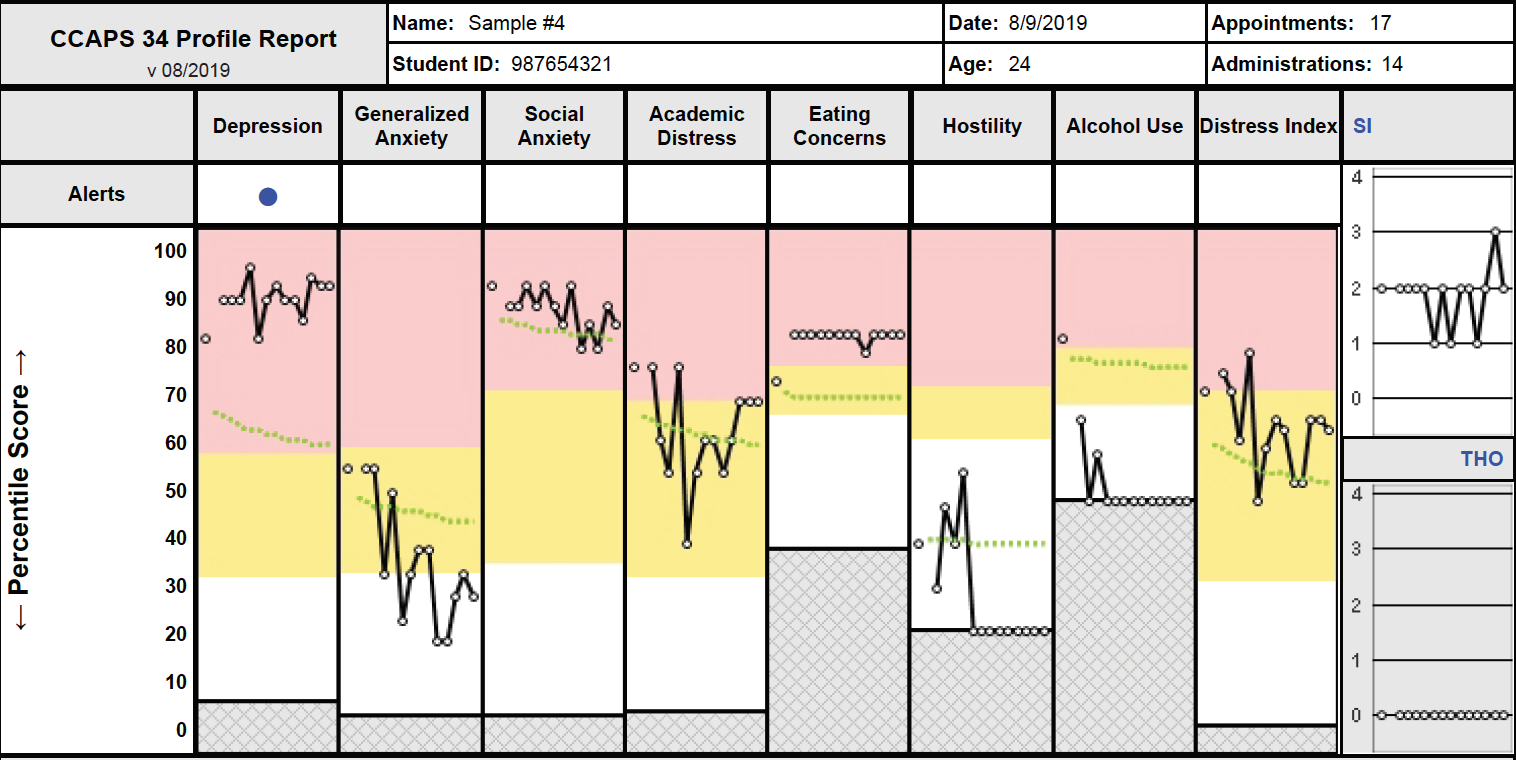 CCAPS 34 Profile Report
v 08/2019
Name: Sample #4
Date: 8/9/2019
Appointments: 17
Student ID: 987654321
Age: 24
Administrations: 14
Depression
Generalized
Anxiety
Social
Anxiety
Academic
Distress
Eating
Concerns
Hostility
Alcohol Use
Distress Index
SI
Alerts
← Percentile Score →
100
90
80
70
60
50
40
30
20
10
0
4
3
2
1
0
THO
4
3
2
1
0